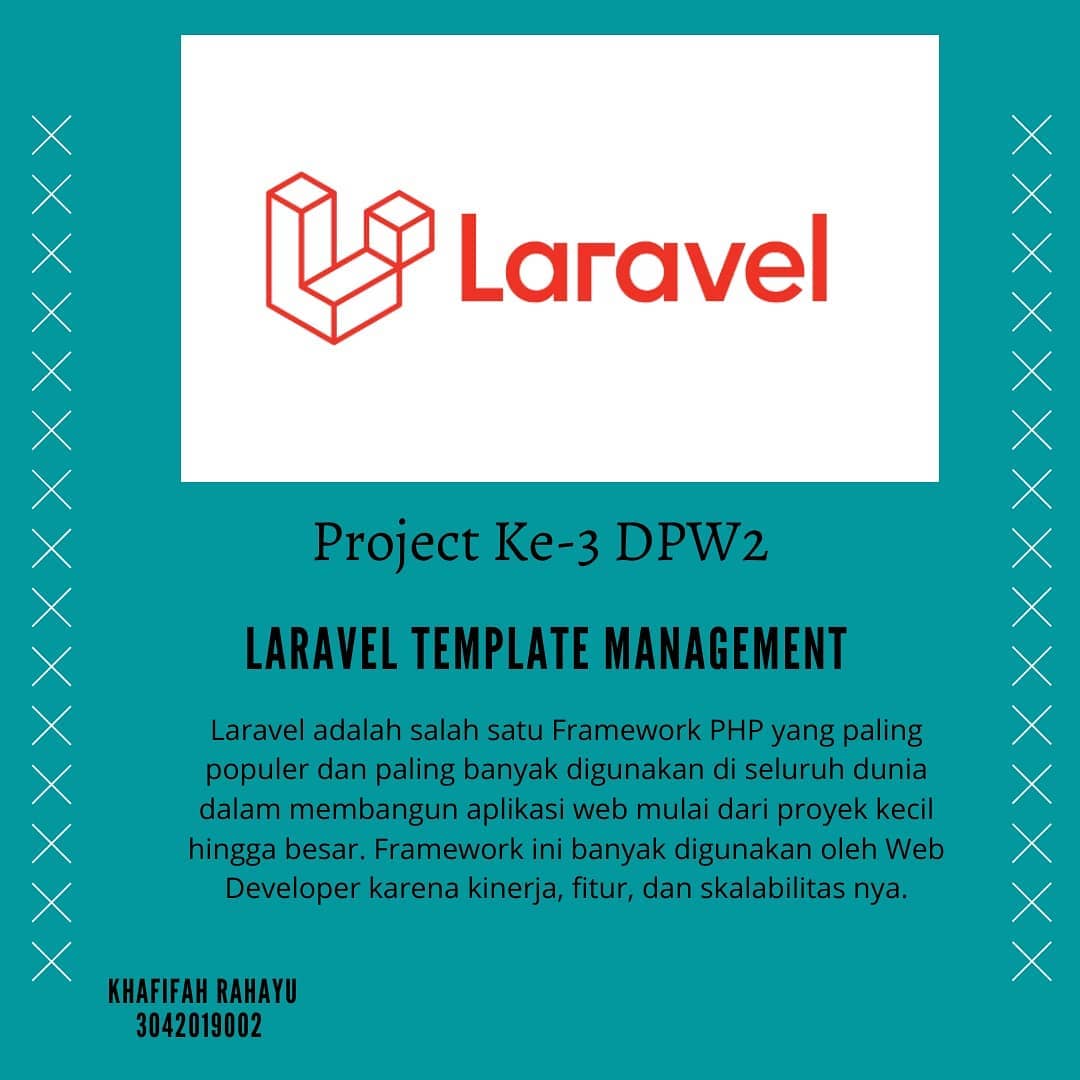 Laravel
Project Ke-3 DPW2
LARAVEL TEMPLATE MANAGEMENT
Laravel adalah salah satu Framework PHP yang paling
populer dan paling banyak digunakan di seluruh dunia
dalam membangun aplikasi web mulai dari proyek kecil
hingga besar. Framework ini banyak digunakan oleh Web
Developer karena kinerja, fitur, dan skalabilitas nya.
KHAFIFAH RAHAYU
3042019002